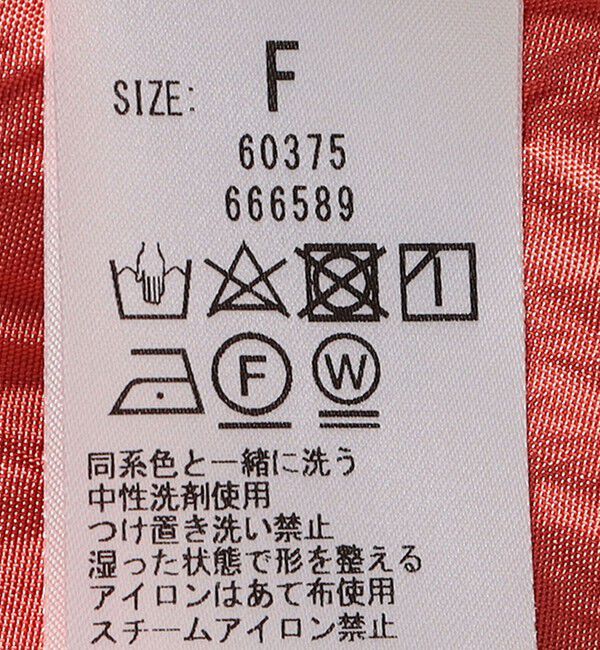 SIZE: F
60375
666589
F W
同系色と一緒に洗う
中性洗剤使用
つけ置き洗い禁止
湿った状態で形を整える
アイロンはあて布使用
スチームアイロン禁止